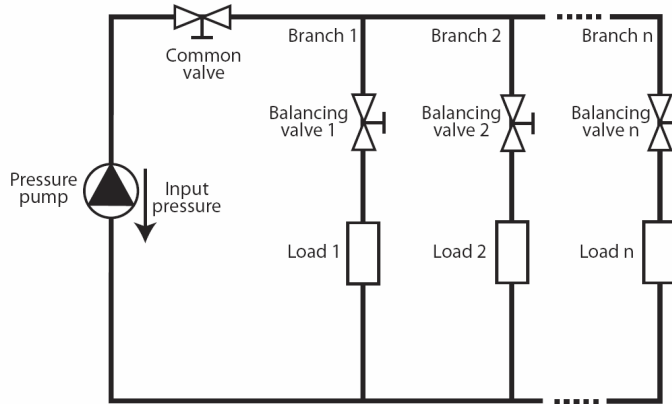 Common
valve
Branch 1
Branch 2
Branch n
Balancing
valve 1
Balancing
valve 2
Balancing
valve n
Pressure
pump
Input
pressure
Load 1
Load 2
Load n